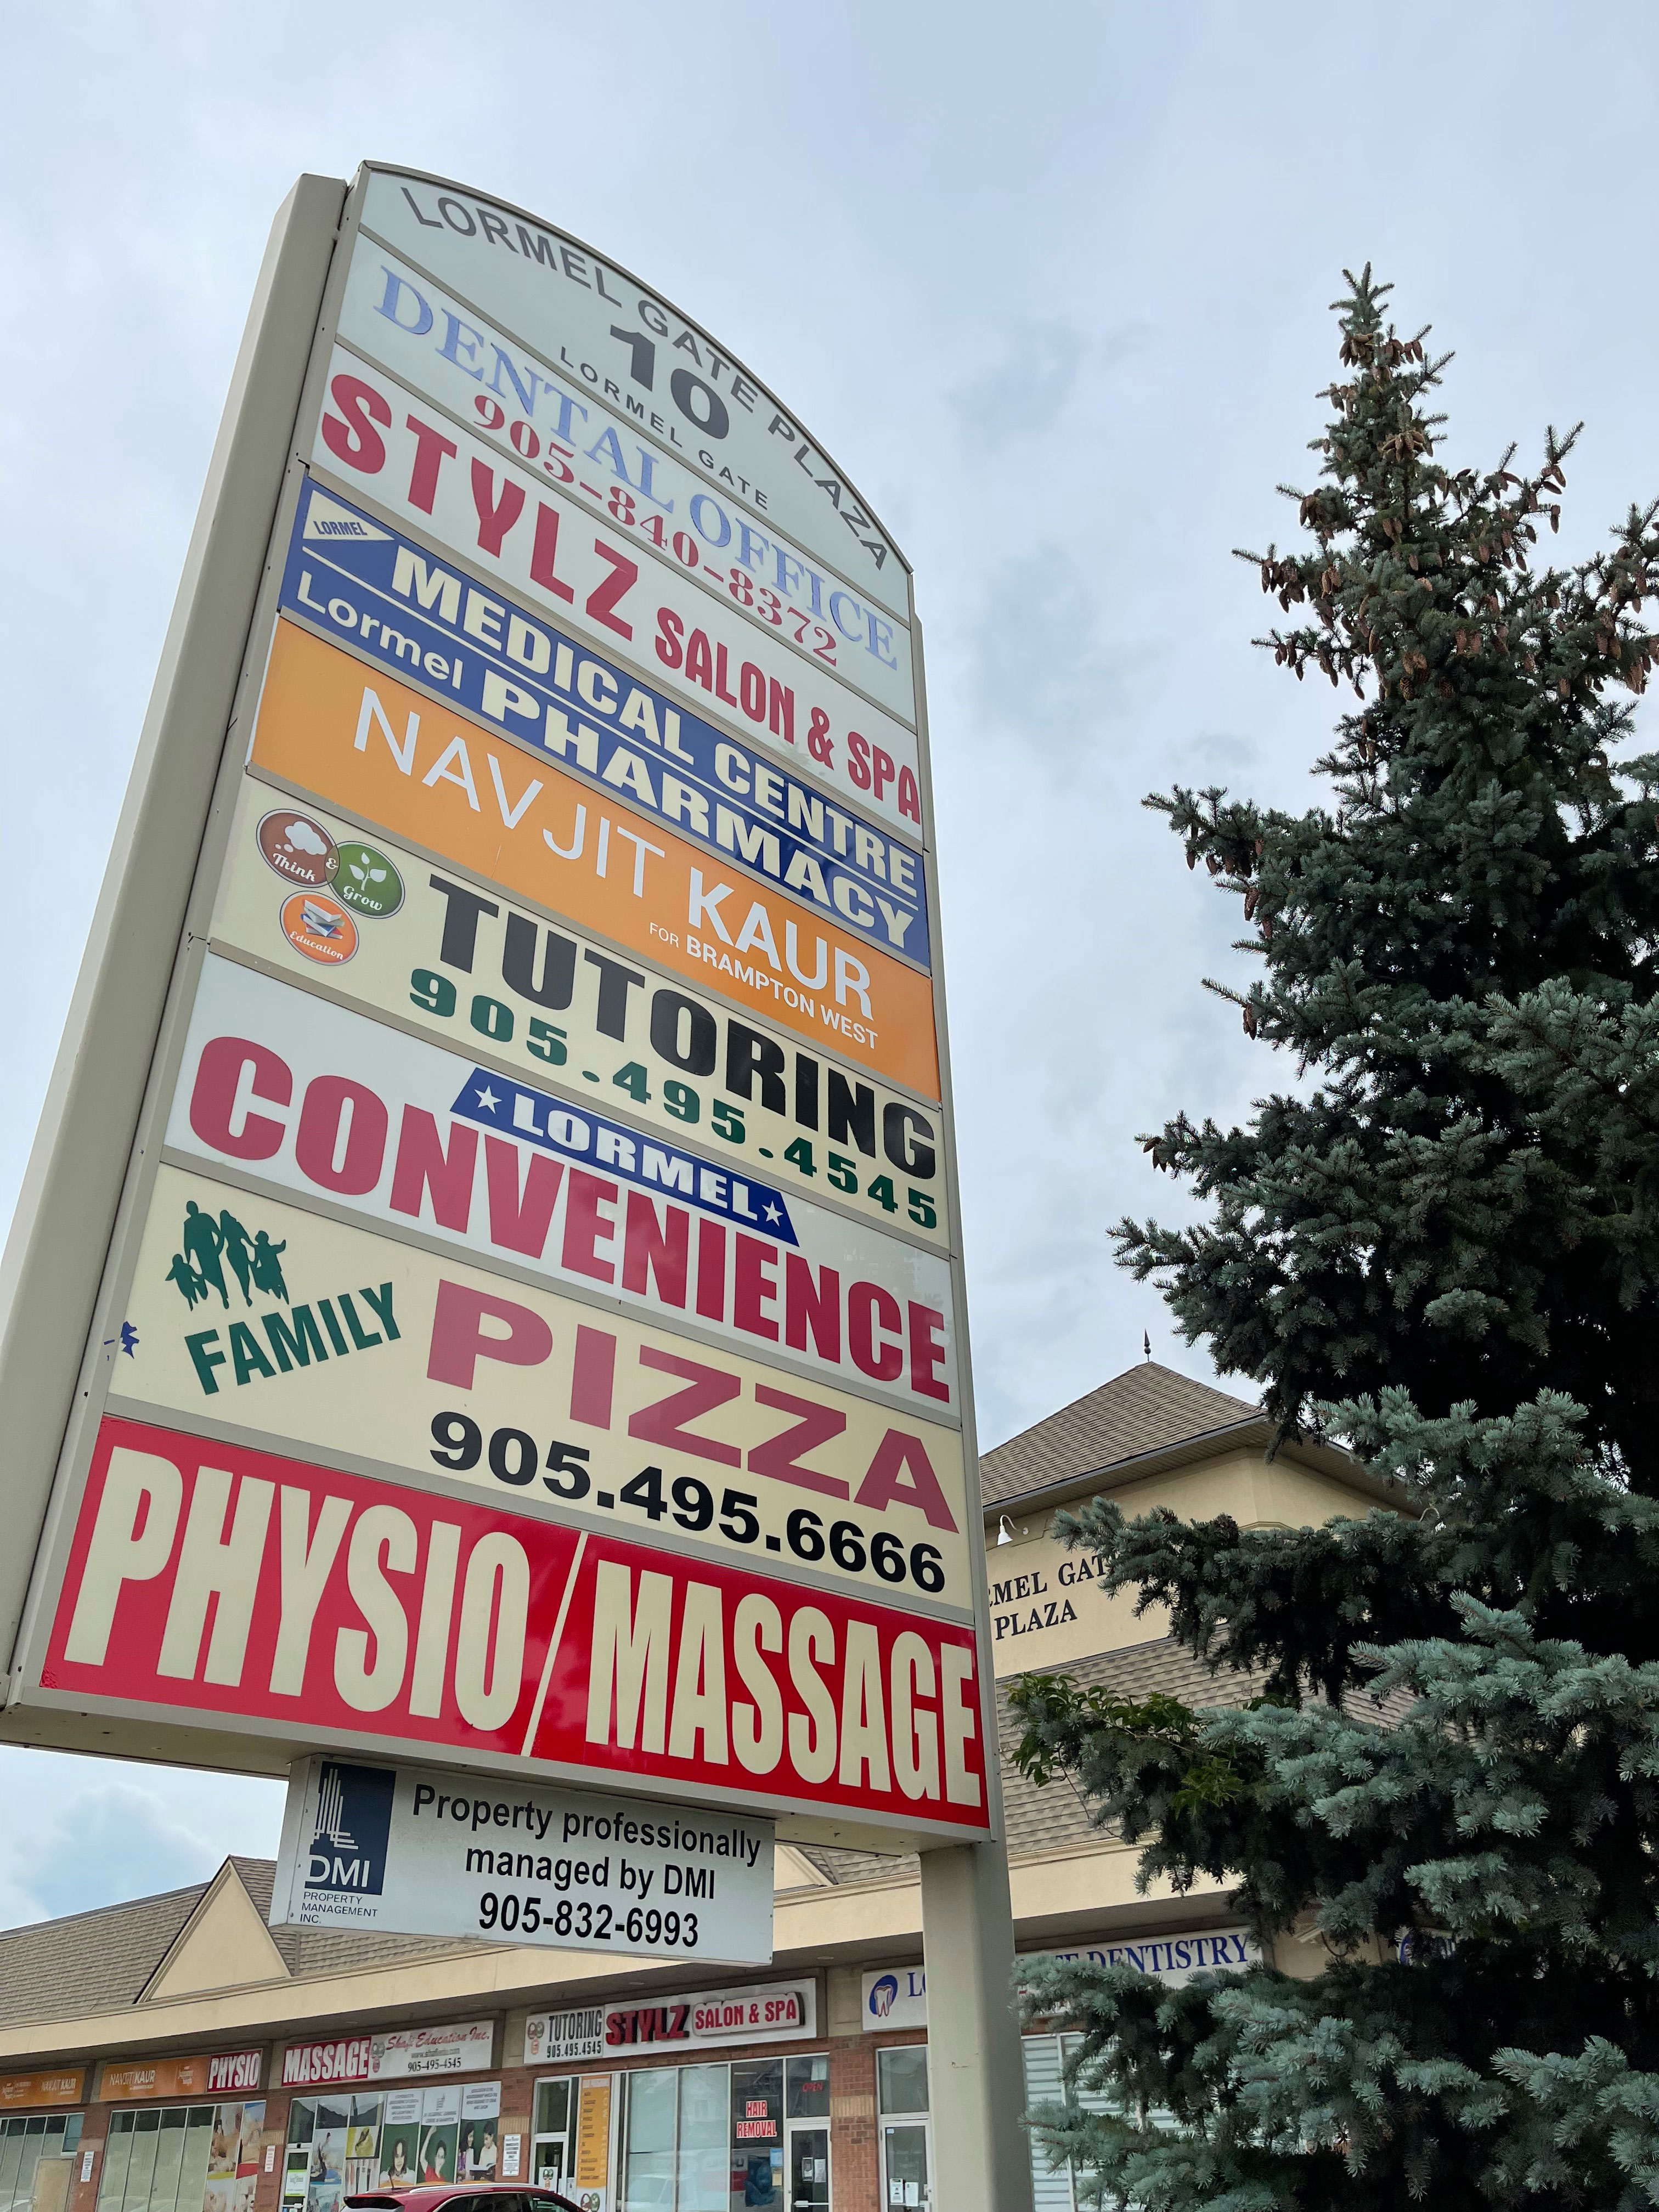 LORMEL GATE PLAZA
10
LORMEL GATE
DENTAL OFFICE
905-840-8372
STYLZ SALON & SPA
LORMEL
MEDICAL CENTRE
Lormel PHARMACY
NAVJIT KAUR
FOR BRAMPTON WEST
Think & Grow
Education
TUTORING
905.495.4545
LORMEL
CONVENIENCE
FAMILY
PIZZA
905.495.6666
PHYSIO/MASSAGE
DMI
PROPERTY
MANAGEMENT
INC.
Property professionally
managed by DMI
905-832-6993
PLAZA
DENTISTRY
TUTORING
905.495.4545
STYLZ SALON & SPA
MASSAGE
Education Inc.
905-495-4545
NAVJIT KAUR
PHYSIO
OPEN
HAIR
REMOVAL